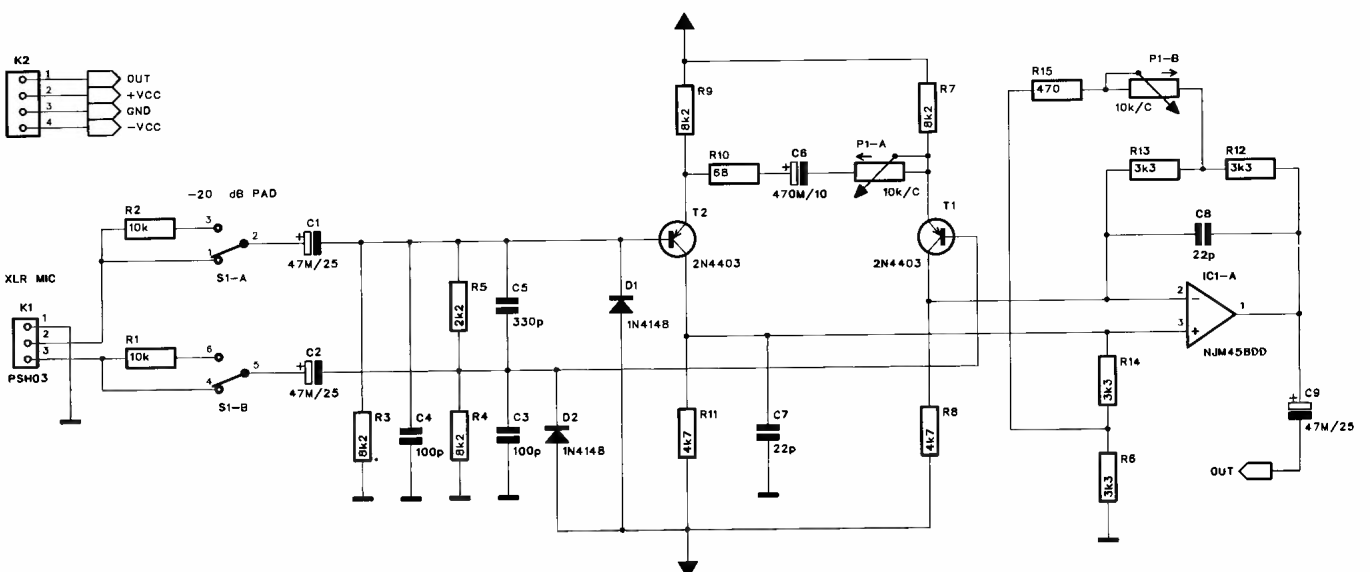 K2
1 OUT
2 +VCC
3 GND
4 -VCC
-20 dB PAD
R2
10k
3
1
2
S1-A
C1
+
47M/25
XLR MIC
K1
1
2
3
PSH03
R1
10k
6
4
5
S1-B
C2
+
47M/25
R3
8k2
C4
100p
R5
2k2
R4
8k2
C5
330p
C3
100p
D1
1N4148
D2
1N4148
R9
8k2
R10
68
C6
+
470M/10
P1-A
10k/C
R7
8k2
T2
2N4403
T1
2N4403
R11
4k7
C7
22p
R8
4k7
R15
470
P1-B
10k/C
R13
3k3
R12
3k3
C8
22p
IC1-A
2 -
3 +
1
NJM458DD
R14
3k3
R6
3k3
C9
+
47M/25
OUT